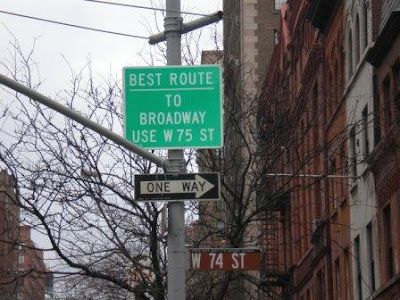 BEST ROUTE
TO
BROADWAY
USE W 75 ST
ONE WAY
W 74 ST